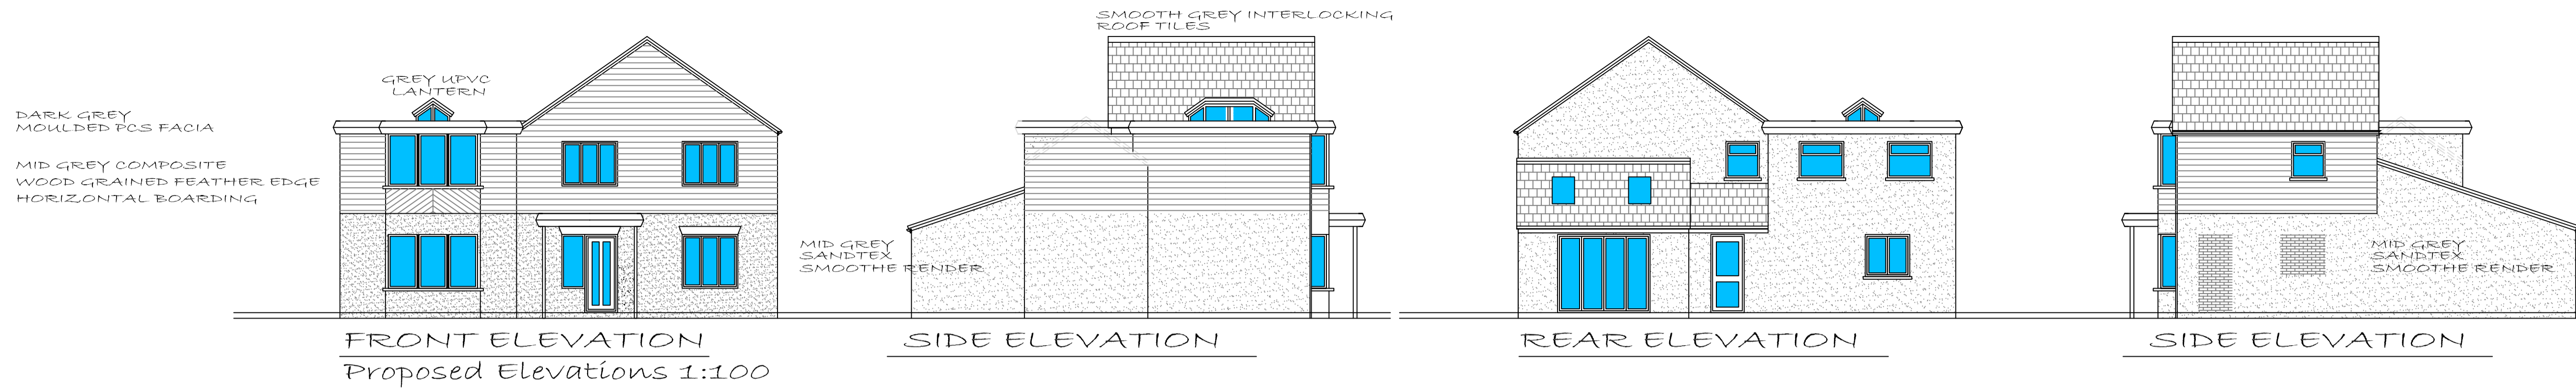 SMOOTH GREY INTERLOCKING
ROOF TILES
GREY UPVC
LANTERN
DARK GREY
MOULDED PCS FACIA
MID GREY COMPOSITE
WOOD GRAINED FEATHER EDGE
HORIZONTAL BOARDING
MID GREY
SANDTEX
SMOOTHE RENDER
MID GREY
SANDTEX
SMOOTHE RENDER
FRONT ELEVATION
Proposed Elevations 1:100
SIDE ELEVATION
REAR ELEVATION
SIDE ELEVATION